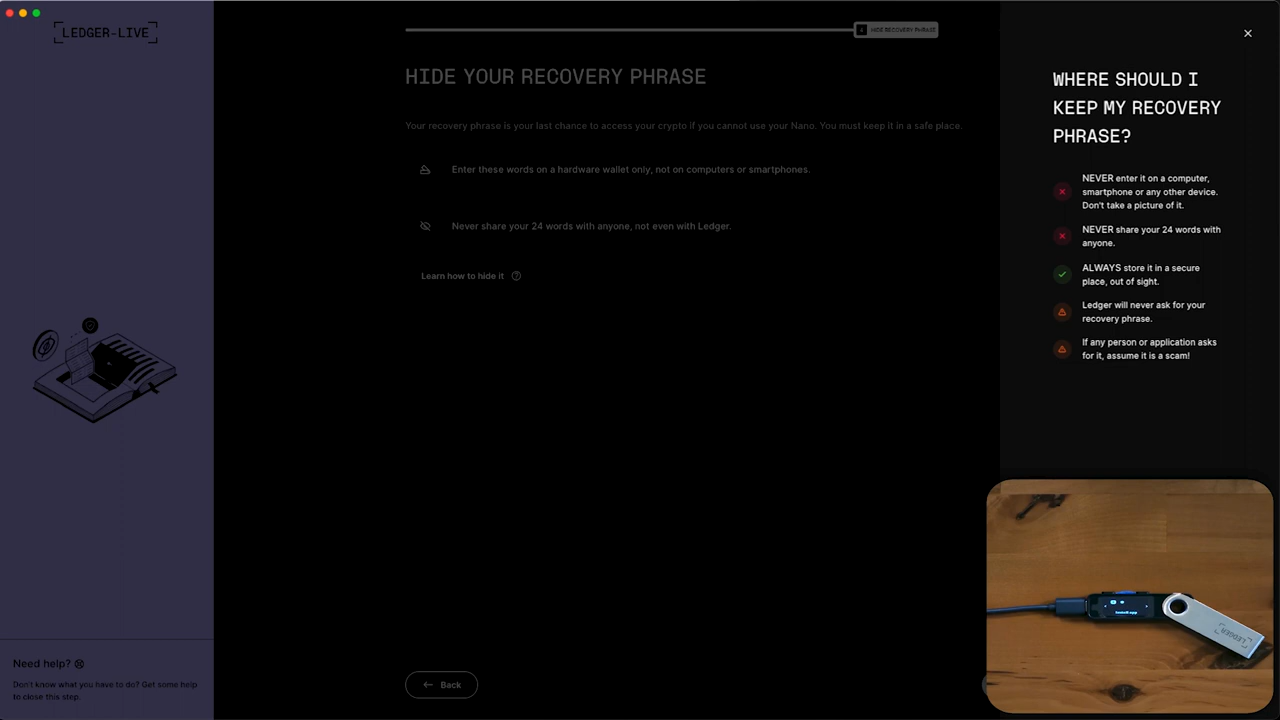 LEDGER-LIVE
HIDE RECOVERY PHRASE
HIDE YOUR RECOVERY PHRASE
Your recovery phrase is your last chance to access your crypto if you cannot use your Nano. You must keep it in a safe place.
Enter these words on a hardware wallet only, not on computers or smartphones.
Never share your 24 words with anyone, not even with Ledger.
Learn how to hide it
Back
Need help?
Don't know what you have to do? Get some help
to close this step.
WHERE SHOULD I
KEEP MY RECOVERY
PHRASE?
NEVER enter it on a computer,
smartphone or any other device.
Don't take a picture of it.
NEVER share your 24 words with
anyone.
ALWAYS store it in a secure
place, out of sight.
Ledger will never ask for your
recovery phrase.
If any person or application asks
for it, assume it is a scam!
LEDGER